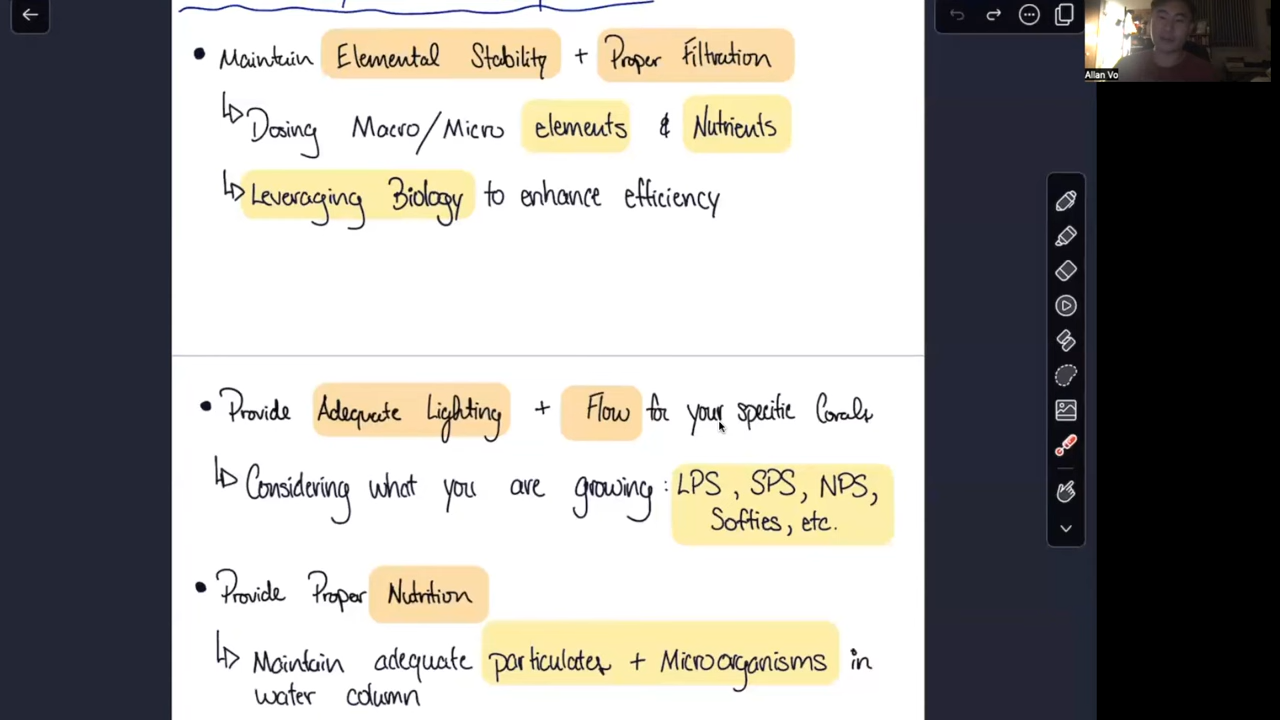 • Maintain Elemental Stability + Proper Filtration
↳ Dosing Macro/Micro elements & Nutrients
↳ Leveraging Biology to enhance efficiency
• Provide Adequate Lighting + Flow for your specific Corals
↳ Considering what you are growing: LPS, SPS, NPS,
Softies, etc.
• Provide Proper Nutrition
↳ Maintain adequate particulates + Microorganisms in
water column
Allan Vo